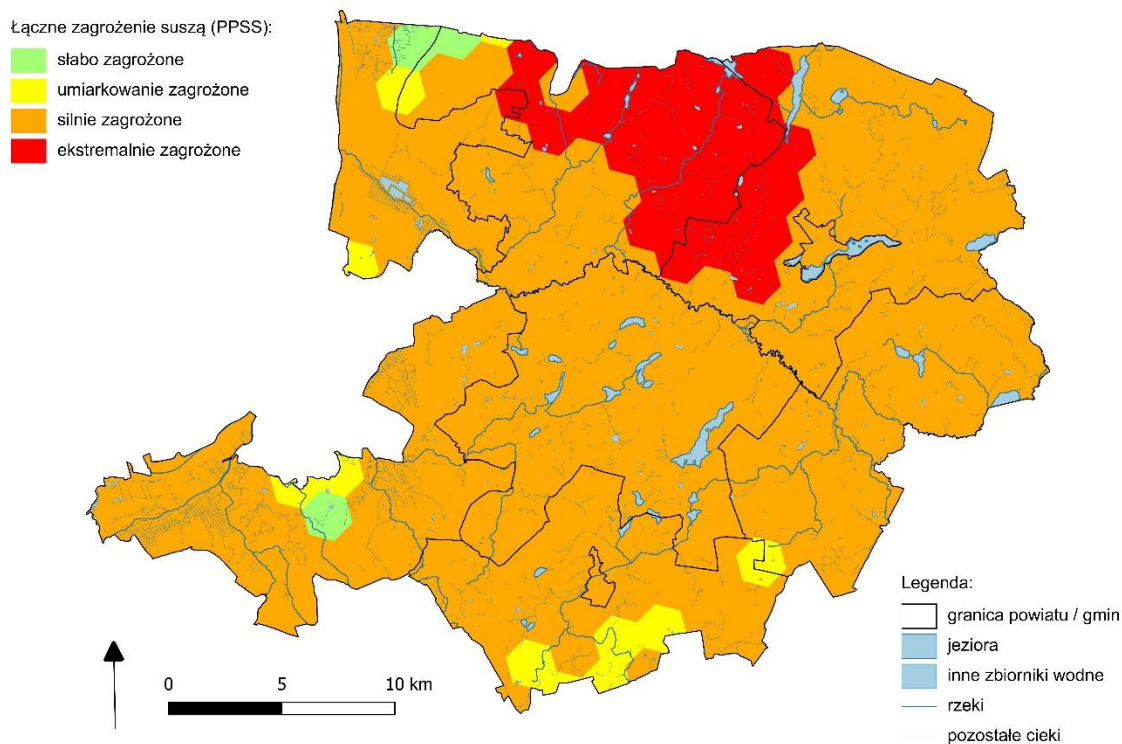 Łączne zagrożenie suszą (PPSS):
słabo zagrożone
umiarkowanie zagrożone
silnie zagrożone
ekstremalnie zagrożone
Legenda:
granica powiatu / gmin
jeziora
inne zbiorniki wodne
rzeki
pozostałe cieki
0 5 10 km